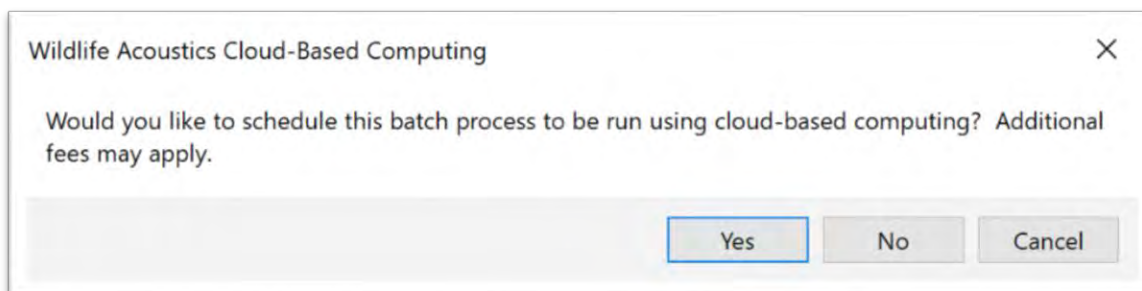 Wildlife Acoustics Cloud-Based Computing
Would you like to schedule this batch process to be run using cloud-based computing?  Additional
fees may apply.
Yes No Cancel